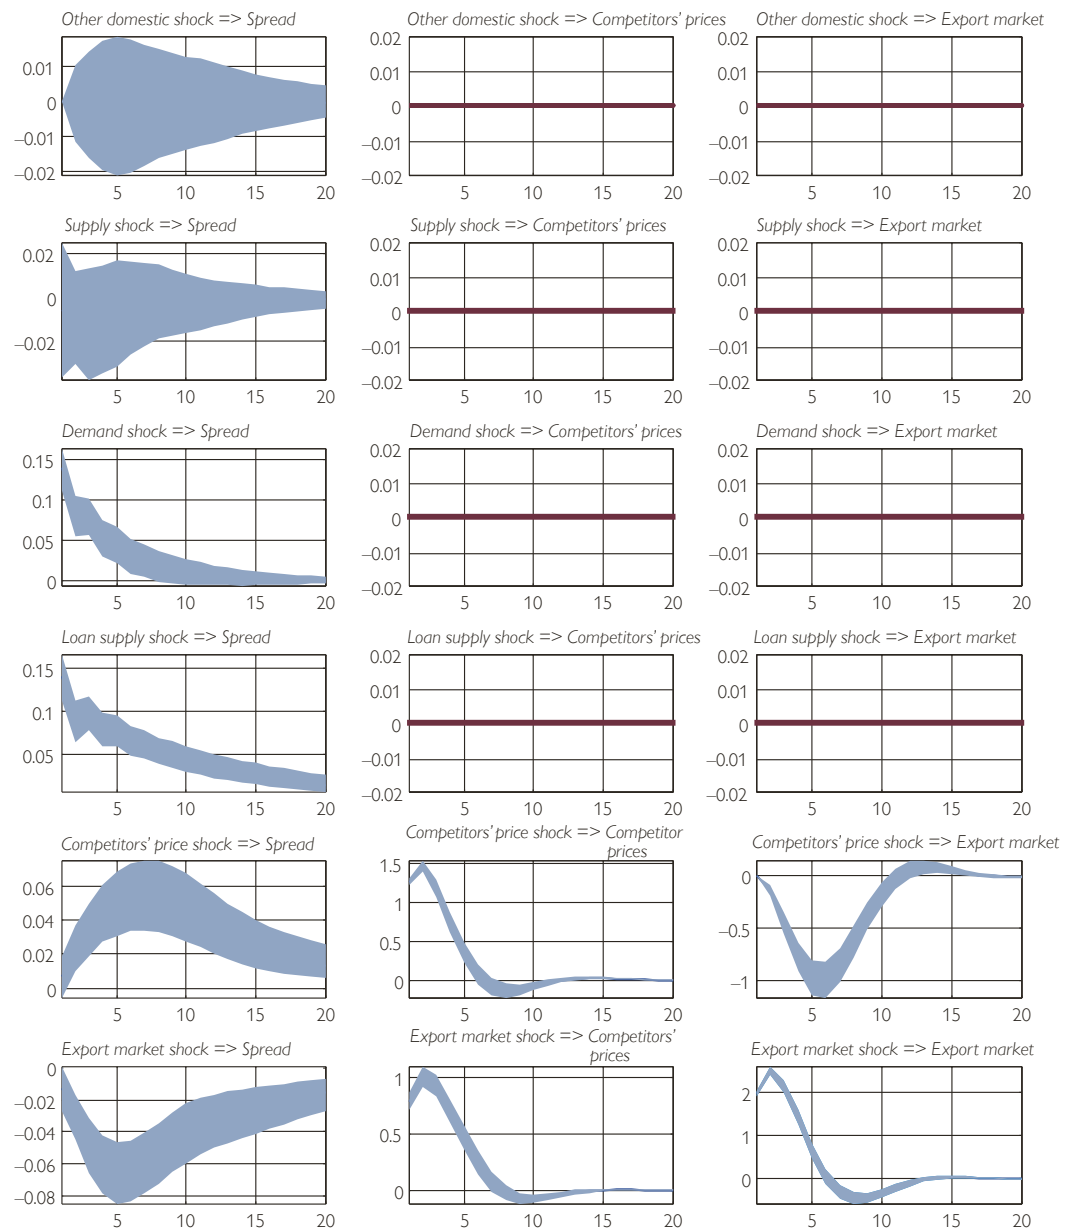 Other domestic shock => Spread
Other domestic shock => Competitors’ prices
Other domestic shock => Export market
0.01
0
–0.01
–0.02
5 10 15 20
0.02
0.01
0
–0.01
–0.02
5 10 15 20
0.02
0.01
0
–0.01
–0.02
5 10 15 20
Supply shock => Spread
Supply shock => Competitors’ prices
Supply shock => Export market
0.02
0
–0.02
5 10 15 20
0.02
0.01
0
–0.01
–0.02
5 10 15 20
0.02
0.01
0
–0.01
–0.02
5 10 15 20
Demand shock => Spread
Demand shock => Competitors’ prices
Demand shock => Export market
0.15
0.1
0.05
0
5 10 15 20
0.02
0.01
0
–0.01
–0.02
5 10 15 20
0.02
0.01
0
–0.01
–0.02
5 10 15 20
Loan supply shock => Spread
Loan supply shock => Competitors’ prices
Loan supply shock => Export market
0.15
0.1
0.05
5 10 15 20
0.02
0.01
0
–0.01
–0.02
5 10 15 20
0.02
0.01
0
–0.01
–0.02
5 10 15 20
Competitors’ price shock => Spread
Competitors’ price shock => Competitor
prices
Competitors’ price shock => Export market
0.06
0.04
0.02
0
5 10 15 20
1.5
1
0.5
0
5 10 15 20
0
–0.5
–1
5 10 15 20
Export market shock => Spread
Export market shock => Competitors’
prices
Export market shock => Export market
0
–0.02
–0.04
–0.06
–0.08
5 10 15 20
1
0.5
0
5 10 15 20
2
1
0
5 10 15 20